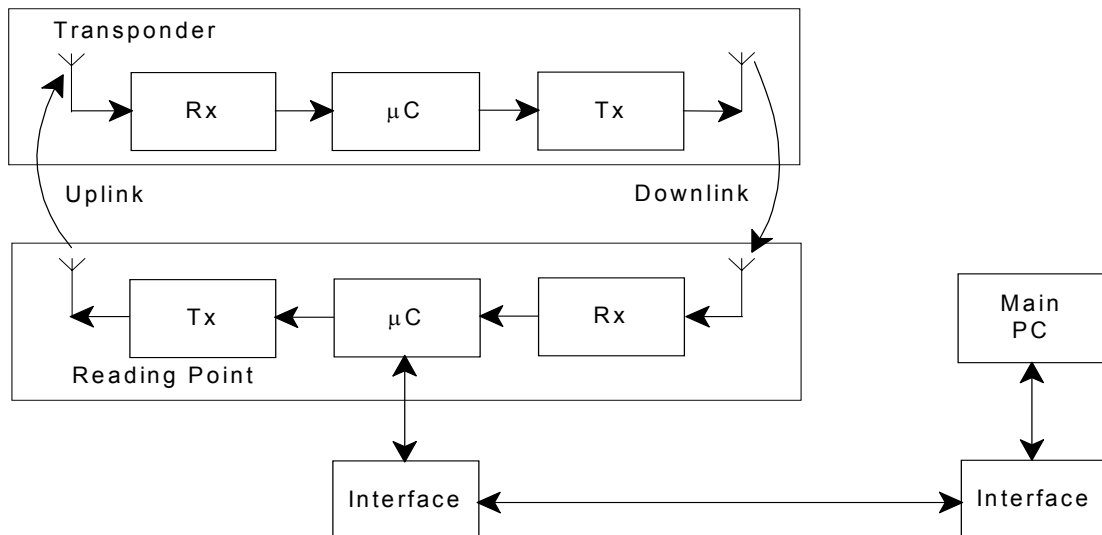 Transponder
Rx
μC
Tx
Uplink
Downlink
Tx
μC
Rx
Reading Point
Main
PC
Interface
Interface